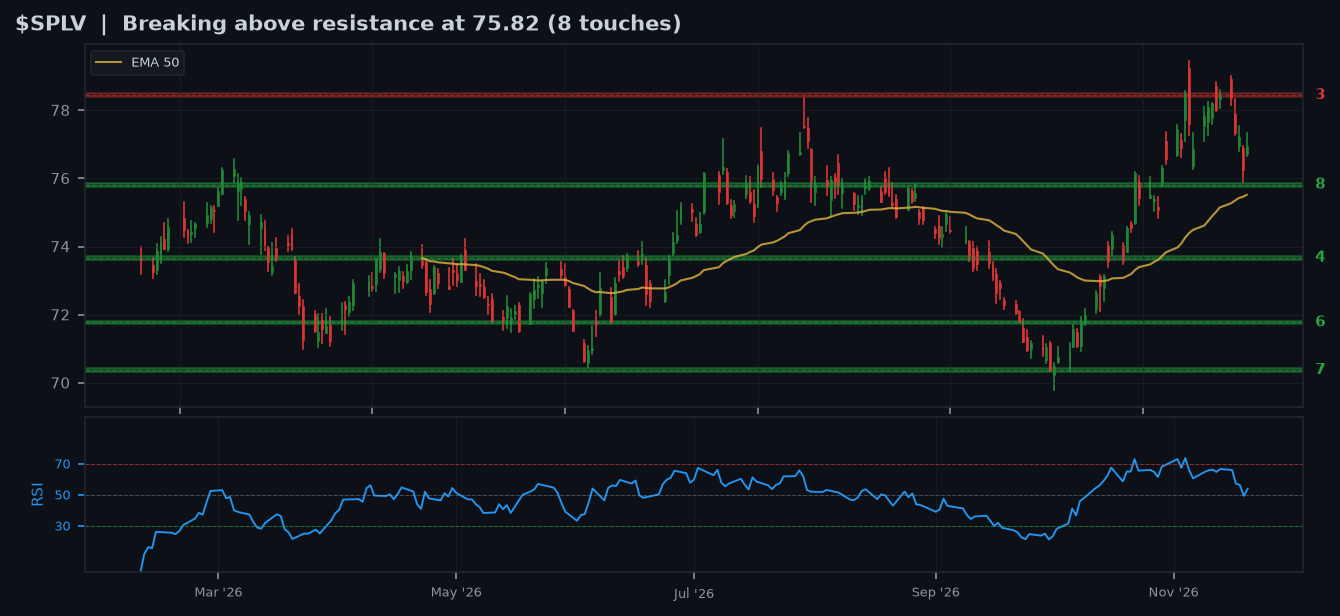 $SPLV | Breaking above resistance at 75.82 (8 touches)
EMA 50
78
76
74
72
70
3
8
4
6
7
RSI
70
50
30
Mar '26
May '26
Jul '26
Sep '26
Nov '26